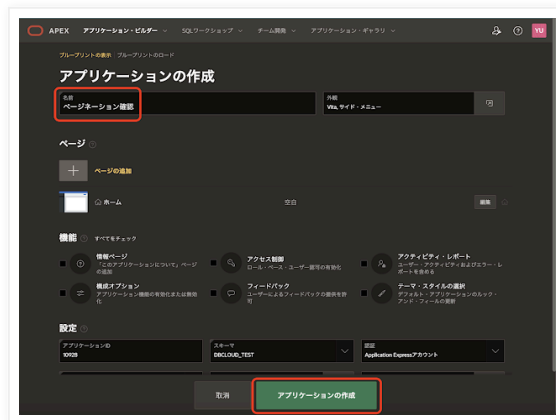 APEX アプリケーション・ビルダー SQLワークショップ チーム開発 アプリケーション・ギャラリ YU
ブループリントの表示 ブループリントのロード
アプリケーションの作成
名前
ページネーション確認
外観
Vita, サイド・メニュー
ページ
ページの追加
ホーム 空白 編集
機能 すべてをチェック
情報ページ
「このアプリケーションについて」ページの追加
アクセス制御
ロール・ベース・ユーザー認可の有効化
アクティビティ・レポート
ユーザー・アクティビティおよびエラー・レポートを含める
構成オプション
アプリケーション機能の有効化または無効化
フィードバック
ユーザーによるフィードバックの提供を許可
テーマ・スタイルの選択
デフォルト・アプリケーションのルック・アンド・フィールの更新
設定
アプリケーションID
10928
スキーマ
DBCLOUD_TEST
認証
Application Expressアカウント
取消 アプリケーションの作成